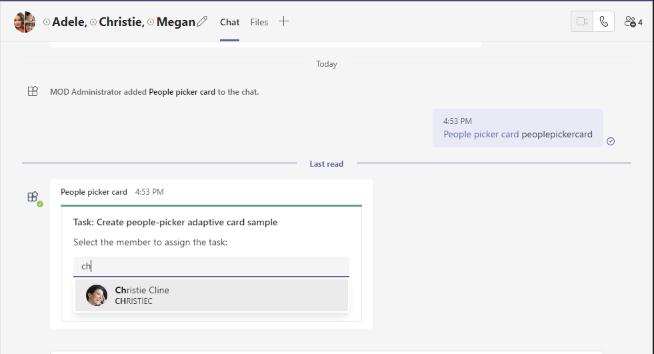 Adele, Christie, Megan Chat Files
4
Today
MOD Administrator added People picker card to the chat.
4:53 PM
People picker card peoplepickercard
Last read
People picker card 4:53 PM
Task: Create people-picker adaptive card sample
Select the member to assign the task:
ch
Christie Cline
CHRISTIEC